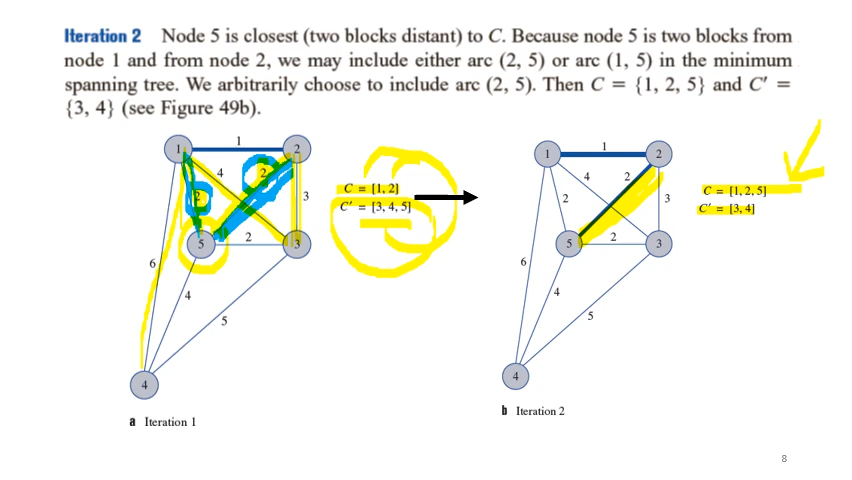 Iteration 2 Node 5 is closest (two blocks distant) to C. Because node 5 is two blocks from
node 1 and from node 2, we may include either arc (2, 5) or arc (1, 5) in the minimum
spanning tree. We arbitrarily choose to include arc (2, 5). Then C = {1, 2, 5} and C′ =
{3, 4} (see Figure 49b).
1
1
2
4
2
2
3
C = [1, 2]
C′ = [3, 4, 5]
5
2
3
6
4
5
4
a Iteration 1
1
1
2
4
2
2
3
C = [1, 2, 5]
C′ = [3, 4]
5
2
3
6
4
5
4
b Iteration 2
8